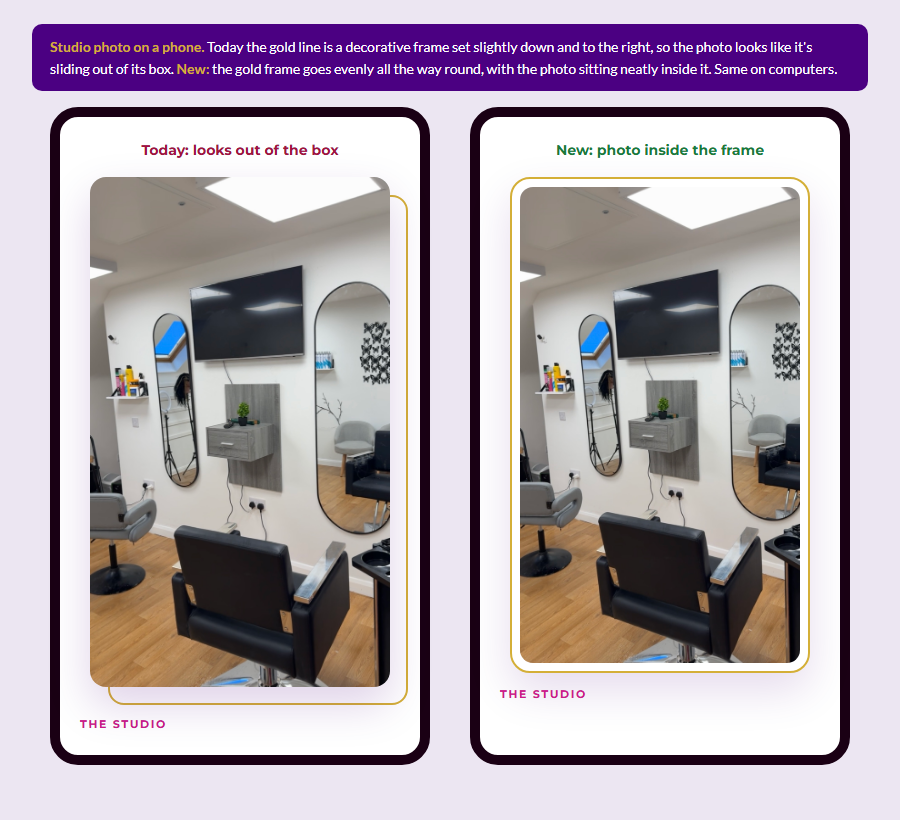 Studio photo on a phone. Today the gold line is a decorative frame set slightly down and to the right, so the photo looks like it's
sliding out of its box. New: the gold frame goes evenly all the way round, with the photo sitting neatly inside it. Same on computers.
Today: looks out of the box
THE STUDIO
New: photo inside the frame
THE STUDIO